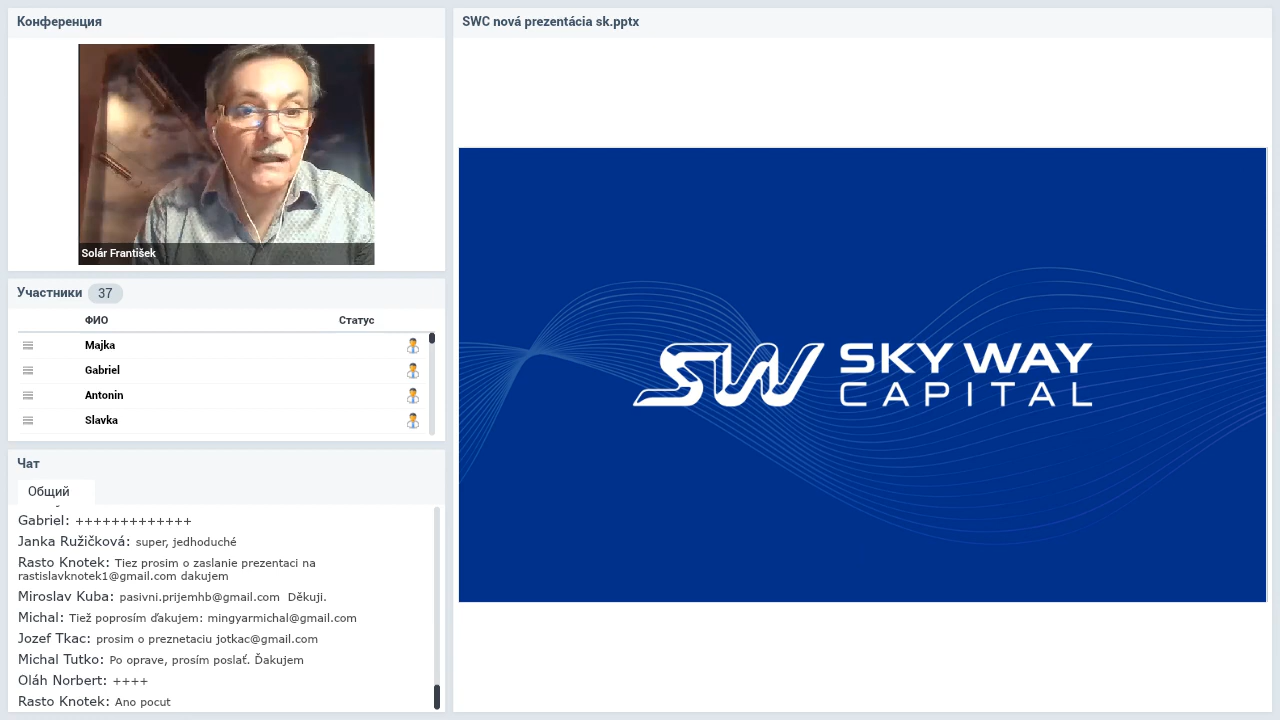 Конференция
Solár František
Участники 37
ФИО Статус
Majka
Gabriel
Antonin
Slavka
Чат
Общий
Gabriel: +++++++++++++
Janka Ružičková: super, jedhoduché
Rasto Knotek: Tiez prosim o zaslanie prezentaci na
rastislavknotek1@gmail.com dakujem
Miroslav Kuba: pasivni.prijemhb@gmail.com Děkuji.
Michal: Tiež poprosím ďakujem: mingyarmichal@gmail.com
Jozef Tkac: prosim o preznetaciu jotkac@gmail.com
Michal Tutko: Po oprave, prosím poslať. Ďakujem
Oláh Norbert: ++++
Rasto Knotek: Ano pocut
SWC nová prezentácia sk.pptx
SW SKY WAY
CAPITAL